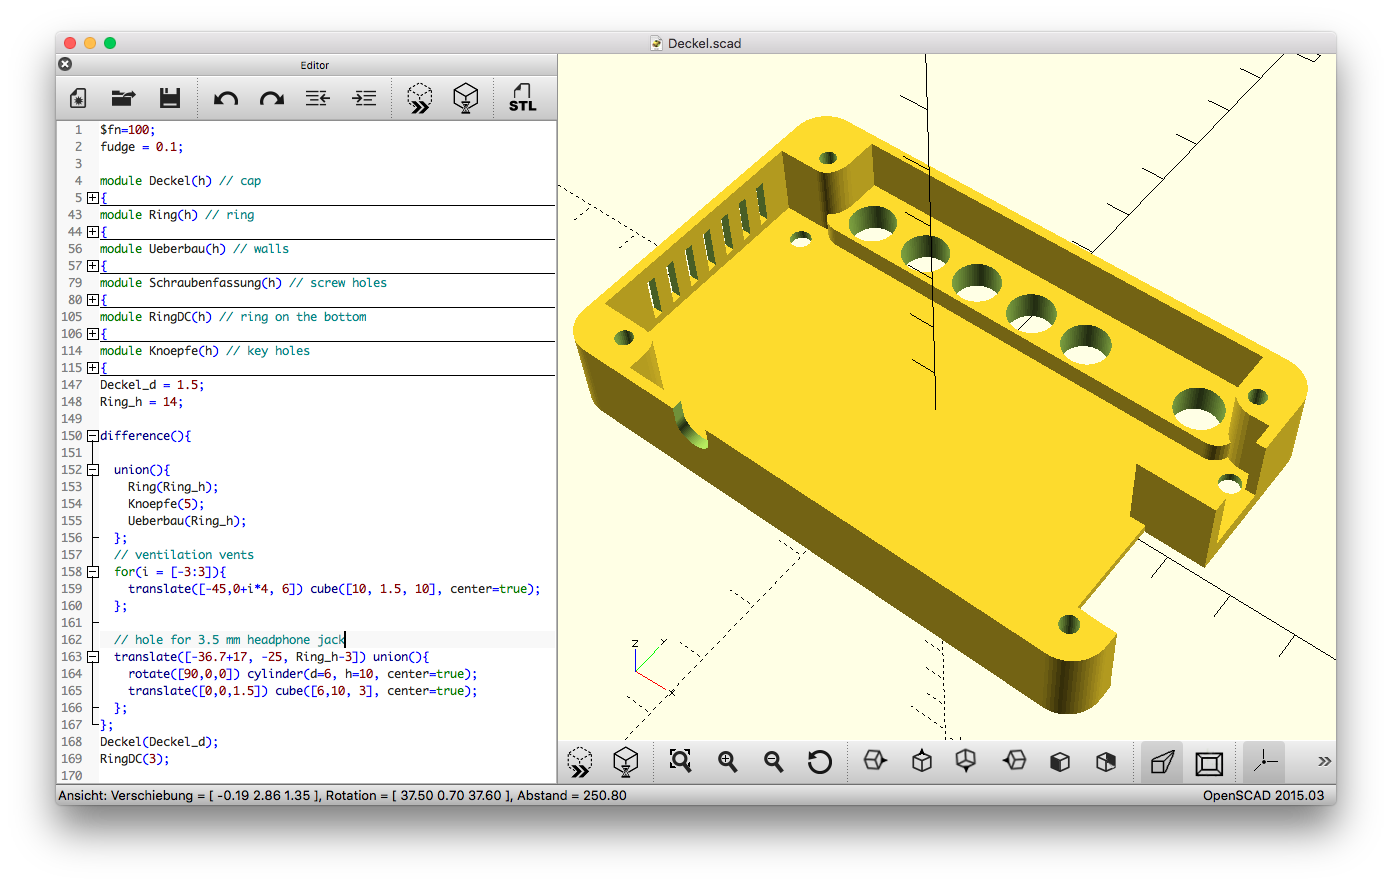 Deckel.scad
Editor
STL
1 $fn=100;
2 fudge = 0.1;
3
4 module Deckel(h) // cap
5 {
43 module Ring(h) // ring
44 {
56 module Ueberbau(h) // walls
57 {
79 module Schraubenfassung(h) // screw holes
80 {
105 module RingDC(h) // ring on the bottom
106 {
114 module Knoepfe(h) // key holes
115 {
147 Deckel_d = 1.5;
148 Ring_h = 14;
149
150 difference(){
151
152 union(){
153 Ring(Ring_h);
154 Knoepfe(5);
155 Ueberbau(Ring_h);
156 };
157 // ventilation vents
158 for(i = [-3:3]){
159 translate([-45,0+i*4, 6]) cube([10, 1.5, 10], center=true);
160 };
161
162 // hole for 3.5 mm headphone jack
163 translate([-36.7+17, -25, Ring_h-3]) union(){
164 rotate([90,0,0]) cylinder(d=6, h=10, center=true);
165 translate([0,0,1.5]) cube([6,10, 3], center=true);
166 };
167 };
168 Deckel(Deckel_d);
169 RingDC(3);
170
z
y
x
Ansicht: Verschiebung = [ -0.19 2.86 1.35 ], Rotation = [ 37.50 0.70 37.60 ], Abstand = 250.80
OpenSCAD 2015.03